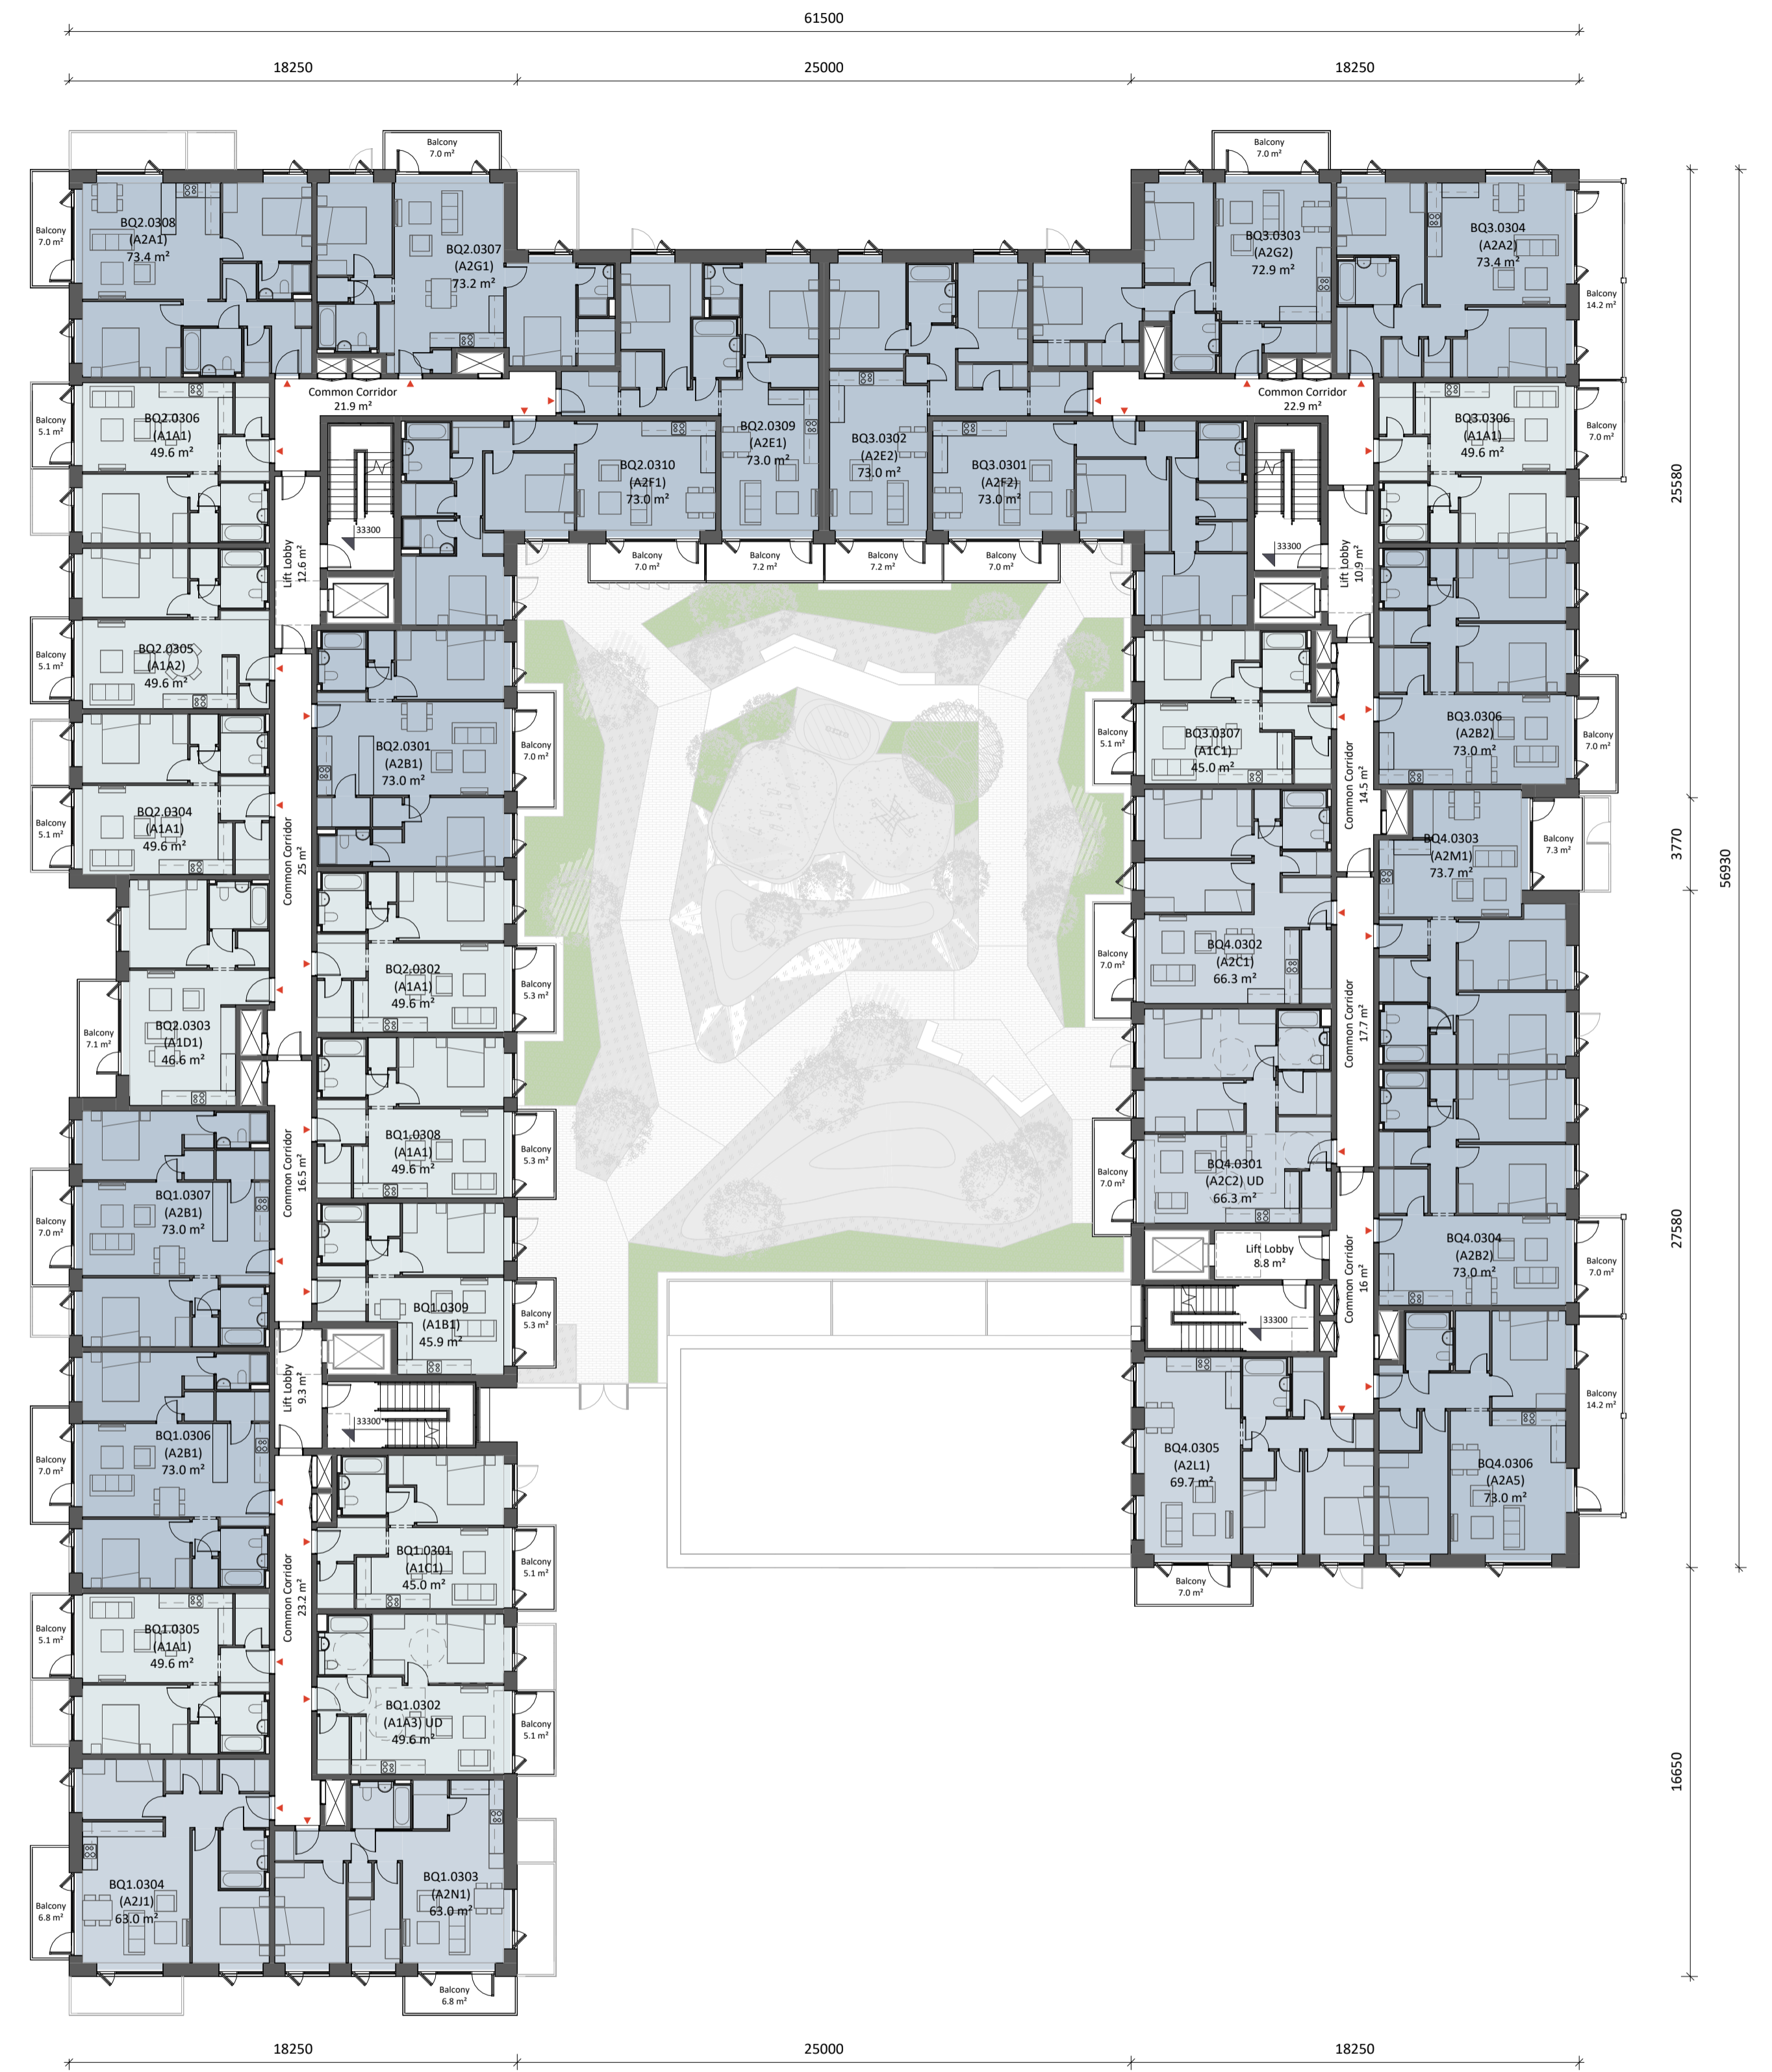 61500
18250
25000
18250
Balcony
7.0 m²
Balcony
7.0 m²
Balcony
7.0 m²
BQ2.0308
(A2A1)
73.4 m²
BQ2.0307
(A2G1)
73.2 m²
BQ3.0303
(A2G2)
72.9 m²
BQ3.0304
(A2A2)
73.4 m²
Balcony
14.2 m²
Common Corridor
21.9 m²
Common Corridor
22.9 m²
Balcony
5.1 m²
BQ2.0306
(A1A1)
49.6 m²
BQ2.0310
(A2F1)
73.0 m²
BQ2.0309
(A2E1)
73.0 m²
BQ3.0302
(A2E2)
73.0 m²
BQ3.0301
(A2F2)
73.0 m²
BQ3.0306
(A1A1)
49.6 m²
Balcony
7.0 m²
25580
33300
Lift Lobby
12.6 m²
33300
Lift Lobby
10.9 m²
Balcony
7.0 m²
Balcony
7.2 m²
Balcony
7.2 m²
Balcony
7.0 m²
Balcony
5.1 m²
BQ2.0305
(A1A2)
49.6 m²
BQ2.0301
(A2B1)
73.0 m²
Balcony
7.0 m²
Balcony
5.1 m²
BQ3.0307
(A1C1)
45.0 m²
Common Corridor
14.5 m²
BQ3.0306
(A2B2)
73.0 m²
Balcony
7.0 m²
Balcony
5.1 m²
BQ2.0304
(A1A1)
49.6 m²
Common Corridor
25 m²
BQ4.0303
(A2M1)
73.7 m²
Balcony
7.3 m²
3770
56930
BQ2.0302
(A1A1)
49.6 m²
Balcony
5.3 m²
Balcony
7.0 m²
BQ4.0302
(A2C1)
66.3 m²
Common Corridor
17.7 m²
Balcony
7.1 m²
BQ2.0303
(A1D1)
46.6 m²
BQ1.0308
(A1A1)
49.6 m²
Balcony
5.3 m²
Common Corridor
16.5 m²
Balcony
7.0 m²
BQ1.0307
(A2B1)
73.0 m²
Balcony
7.0 m²
BQ4.0301
(A2C2) UD
66.3 m²
27580
Lift Lobby
8.8 m²
Common Corridor
16 m²
BQ4.0304
(A2B2)
73.0 m²
Balcony
7.0 m²
BQ1.0309
(A1B1)
45.9 m²
Balcony
5.3 m²
33300
Lift Lobby
9.3 m²
33300
Balcony
14.2 m²
Balcony
7.0 m²
BQ1.0306
(A2B1)
73.0 m²
BQ4.0305
(A2L1)
69.7 m²
BQ4.0306
(A2A5)
73.0 m²
Balcony
7.0 m²
BQ1.0301
(A1C1)
45.0 m²
Balcony
5.1 m²
Common Corridor
23.2 m²
Balcony
5.1 m²
BQ1.0305
(A1A1)
49.6 m²
BQ1.0302
(A1A3) UD
49.6 m²
Balcony
5.1 m²
16650
Balcony
6.8 m²
BQ1.0304
(A2J1)
63.0 m²
BQ1.0303
(A2N1)
63.0 m²
Balcony
6.8 m²
18250
25000
18250